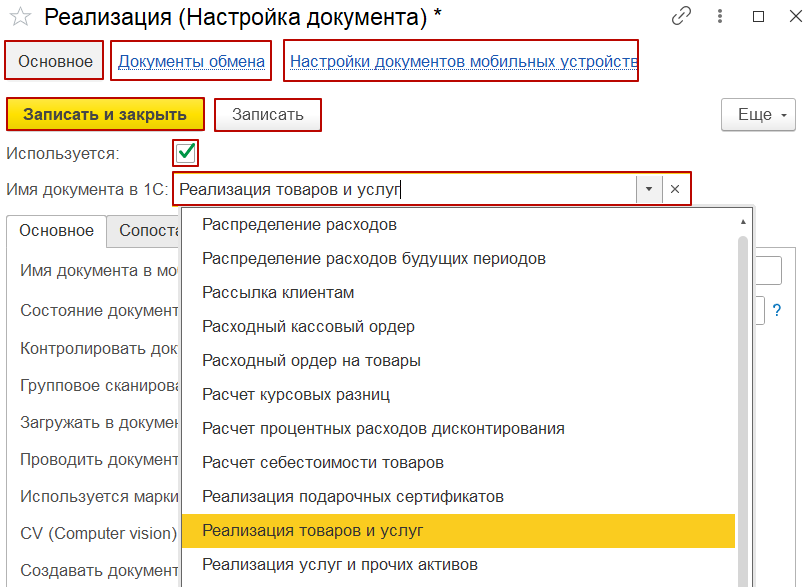 Реализация (Настройка документа) *
Основное Документы обмена Настройки документов мобильных устройств
Записать и закрыть Записать Еще
Используется:
Имя документа в 1С: Реализация товаров и услуг
Основное Сопоста
Распределение расходов
Распределение расходов будущих периодов
Имя документа в мо
Рассылка клиентам
Состояние документ ?
Расходный кассовый ордер
Контролировать док
Расходный ордер на товары
Групповое сканирова
Расчет курсовых разниц
Загружать в докумен
Расчет процентных расходов дисконтирования
Проводить документ
Расчет себестоимости товаров
Используется марки
Реализация подарочных сертификатов
CV (Computer vision)
Реализация товаров и услуг
Создавать документ
Реализация услуг и прочих активов